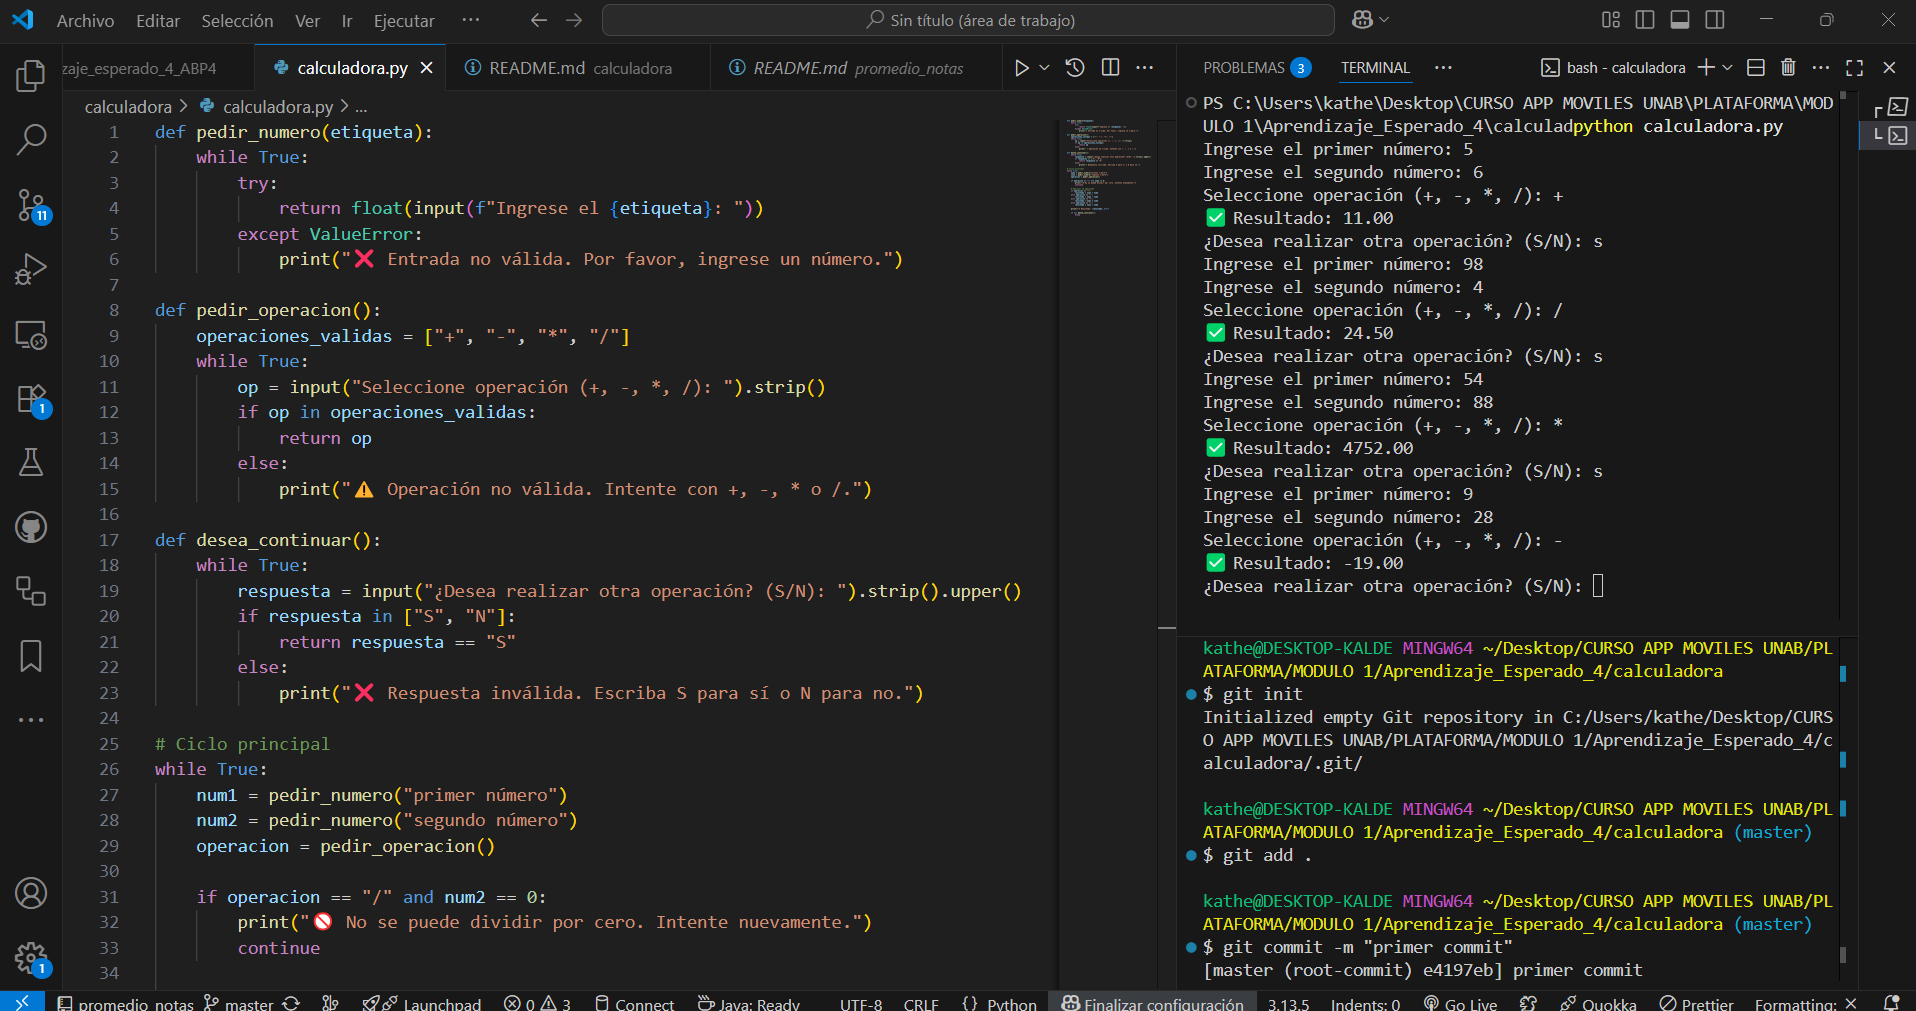 Archivo Editar Selección Ver Ir Ejecutar ··· Sin título (área de trabajo)
zaje_esperado_4_ABP4 calculadora.py README.md calculadora README.md promedio_notas
calculadora > calculadora.py > ...
1 def pedir_numero(etiqueta):
2 while True:
3 try:
4 return float(input(f"Ingrese el {etiqueta}: "))
5 except ValueError:
6 print("❌ Entrada no válida. Por favor, ingrese un número.")
7
8 def pedir_operacion():
9 operaciones_validas = ["+", "-", "*", "/"]
10 while True:
11 op = input("Seleccione operación (+, -, *, /): ").strip()
12 if op in operaciones_validas:
13 return op
14 else:
15 print("⚠️ Operación no válida. Intente con +, -, * o /.")
16
17 def desea_continuar():
18 while True:
19 respuesta = input("¿Desea realizar otra operación? (S/N): ").strip().upper()
20 if respuesta in ["S", "N"]:
21 return respuesta == "S"
22 else:
23 print("❌ Respuesta inválida. Escriba S para sí o N para no.")
24
25 # Ciclo principal
26 while True:
27 num1 = pedir_numero("primer número")
28 num2 = pedir_numero("segundo número")
29 operacion = pedir_operacion()
30
31 if operacion == "/" and num2 == 0:
32 print("🚫 No se puede dividir por cero. Intente nuevamente.")
33 continue
34
PROBLEMAS 3 TERMINAL ··· bash - calculadora
PS C:\Users\kathe\Desktop\CURSO APP MOVILES UNAB\PLATAFORMA\MOD
ULO 1\Aprendizaje_Esperado_4\calculadpython calculadora.py
Ingrese el primer número: 5
Ingrese el segundo número: 6
Seleccione operación (+, -, *, /): +
✅ Resultado: 11.00
¿Desea realizar otra operación? (S/N): s
Ingrese el primer número: 98
Ingrese el segundo número: 4
Seleccione operación (+, -, *, /): /
✅ Resultado: 24.50
¿Desea realizar otra operación? (S/N): s
Ingrese el primer número: 54
Ingrese el segundo número: 88
Seleccione operación (+, -, *, /): *
✅ Resultado: 4752.00
¿Desea realizar otra operación? (S/N): s
Ingrese el primer número: 9
Ingrese el segundo número: 28
Seleccione operación (+, -, *, /): -
✅ Resultado: -19.00
¿Desea realizar otra operación? (S/N):
kathe@DESKTOP-KALDE MINGW64 ~/Desktop/CURSO APP MOVILES UNAB/PL
ATAFORMA/MODULO 1/Aprendizaje_Esperado_4/calculadora
$ git init
Initialized empty Git repository in C:/Users/kathe/Desktop/CURS
O APP MOVILES UNAB/PLATAFORMA/MODULO 1/Aprendizaje_Esperado_4/c
alculadora/.git/
kathe@DESKTOP-KALDE MINGW64 ~/Desktop/CURSO APP MOVILES UNAB/PL
ATAFORMA/MODULO 1/Aprendizaje_Esperado_4/calculadora (master)
$ git add .
kathe@DESKTOP-KALDE MINGW64 ~/Desktop/CURSO APP MOVILES UNAB/PL
ATAFORMA/MODULO 1/Aprendizaje_Esperado_4/calculadora (master)
$ git commit -m "primer commit"
[master (root-commit) e4197eb] primer commit
11
1
1
promedio_notas master Launchpad 0 3 Connect Java: Ready UTF-8 CRLF {} Python Finalizar configuración 3.13.5 Indents: 0 Go Live Quokka Prettier Formatting: ✕